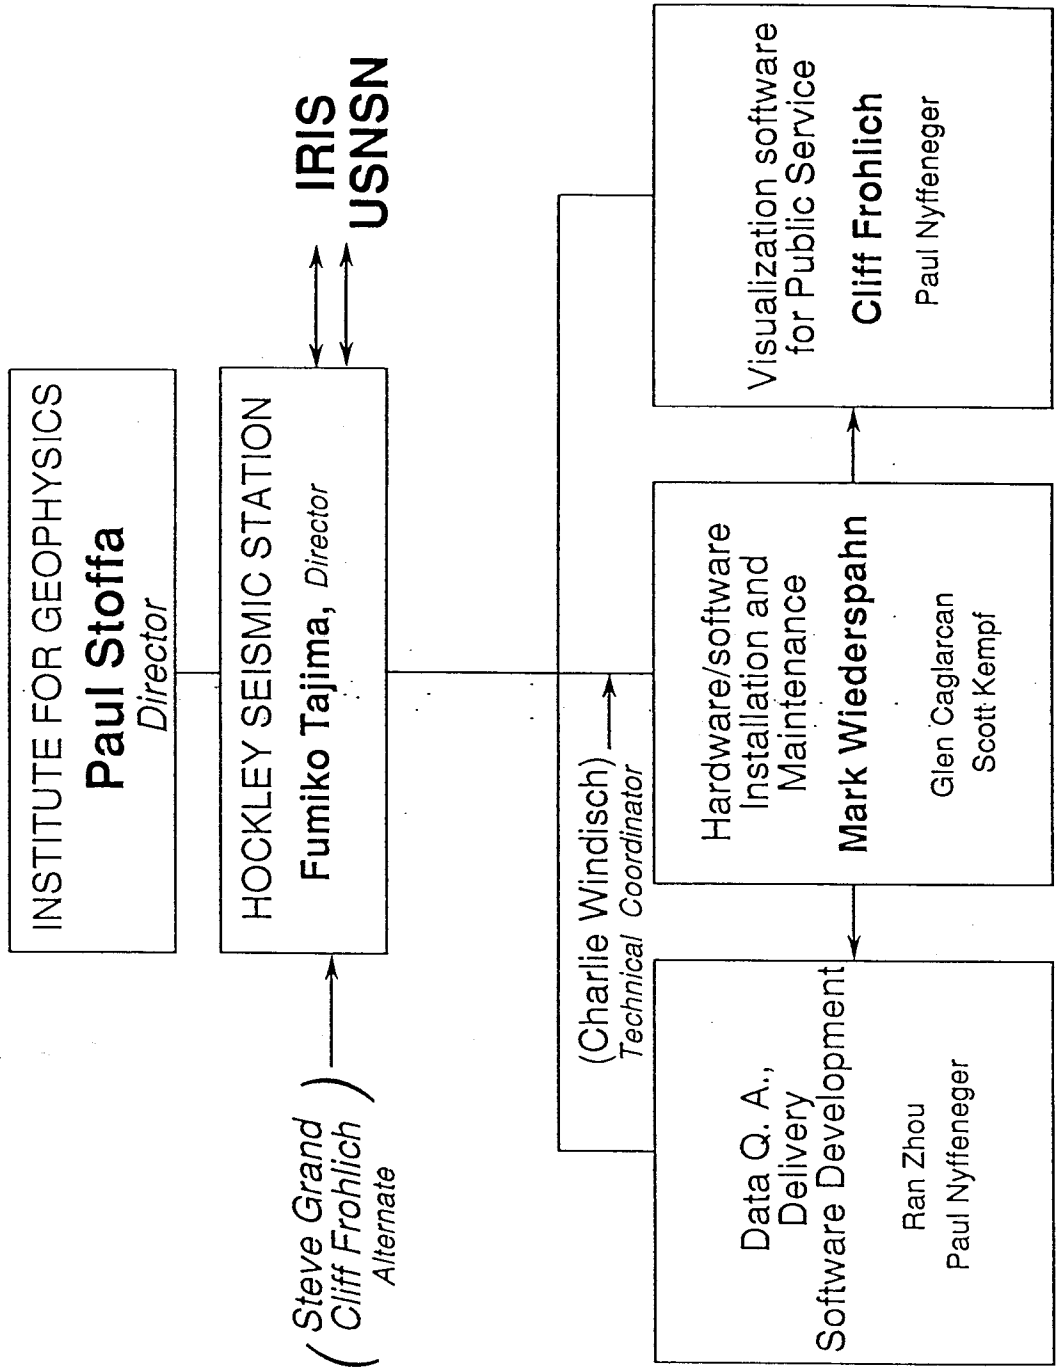 INSTITUTE FOR GEOPHYSICS
Paul Stoffa
Director
HOCKLEY SEISMIC STATION
Fumiko Tajima, Director
IRIS
USNSN
(Steve Grand
Cliff Frohlich)
Alternate
(Charlie Windisch)
Technical Coordinator
Data Q. A.,
Delivery
Software Development
Ran Zhou
Paul Nyffeneger
Hardware/software
Installation and
Maintenance
Mark Wiederspahn
Glen Caglarcan
Scott Kempf
Visualization software
for Public Service
Cliff Frohlich
Paul Nyffeneger